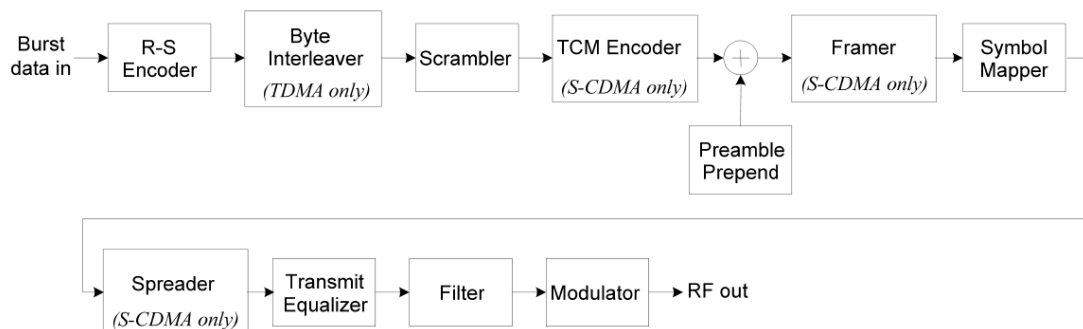 Burst
data in
R-S
Encoder
Byte
Interleaver
(TDMA only)
Scrambler
TCM Encoder
(S-CDMA only)
Preamble
Prepend
Framer
(S-CDMA only)
Symbol
Mapper
Spreader
(S-CDMA only)
Transmit
Equalizer
Filter
Modulator
RF out